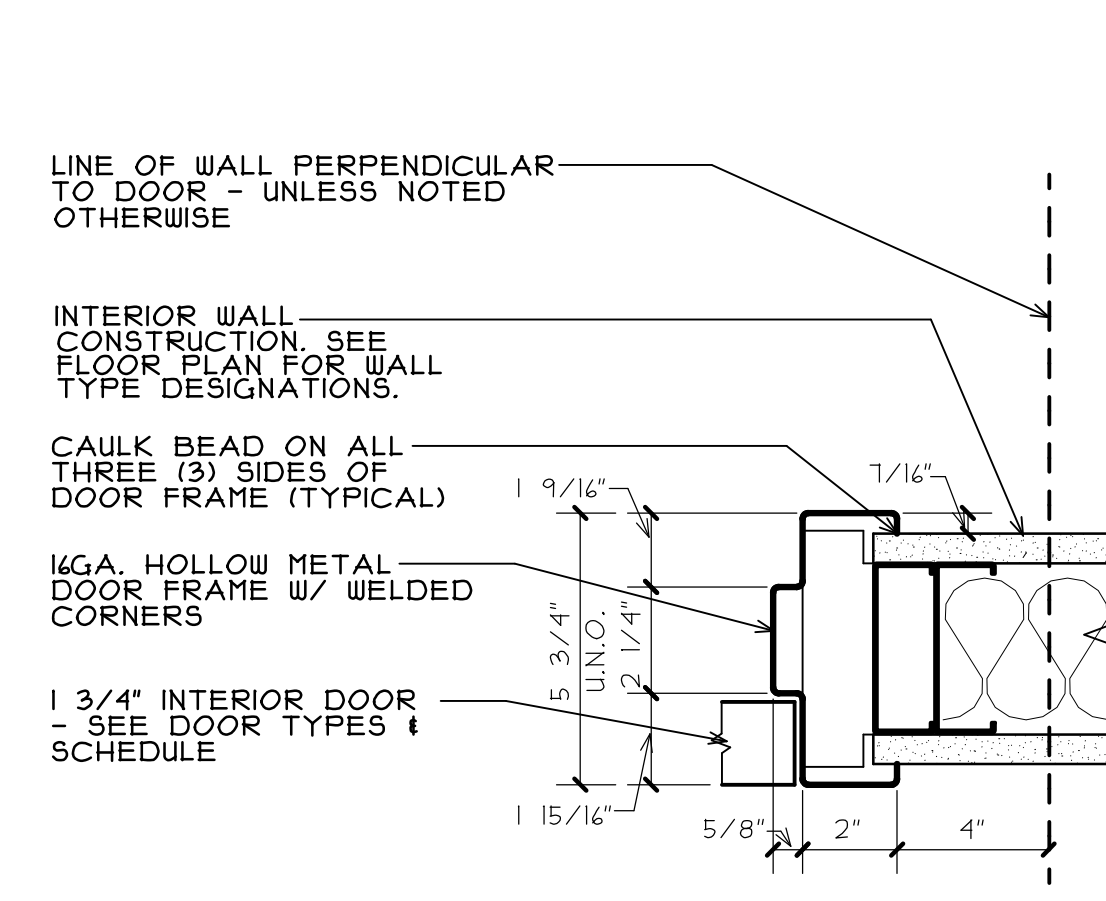 LINE OF WALL PERPENDICULAR
TO DOOR - UNLESS NOTED
OTHERWISE
INTERIOR WALL
CONSTRUCTION. SEE
FLOOR PLAN FOR WALL
TYPE DESIGNATIONS.
CAULK BEAD ON ALL
THREE (3) SIDES OF
DOOR FRAME (TYPICAL)
16GA. HOLLOW METAL
DOOR FRAME W/ WELDED
CORNERS
1 3/4" INTERIOR DOOR
- SEE DOOR TYPES &
SCHEDULE
1 9/16"
7/16"
5 3/4"
U.N.O.
2 1/4"
1 15/16"
5/8"
2"
4"